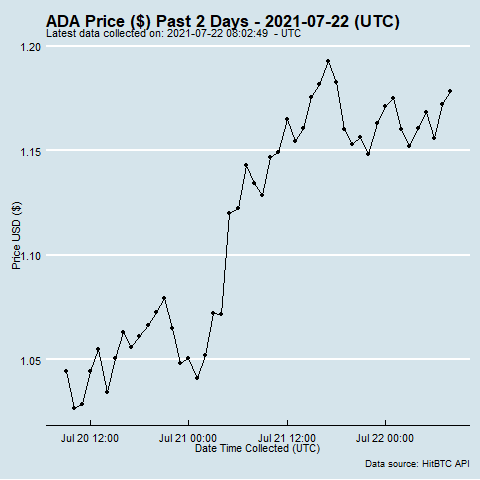 ADA Price ($) Past 2 Days - 2021-07-22 (UTC)
Latest data collected on: 2021-07-22 08:02:49  - UTC
1.20
1.15
1.10
1.05
Price USD ($)
Jul 20 12:00 Jul 21 00:00 Jul 21 12:00 Jul 22 00:00
Date Time Collected (UTC)
Data source: HitBTC API